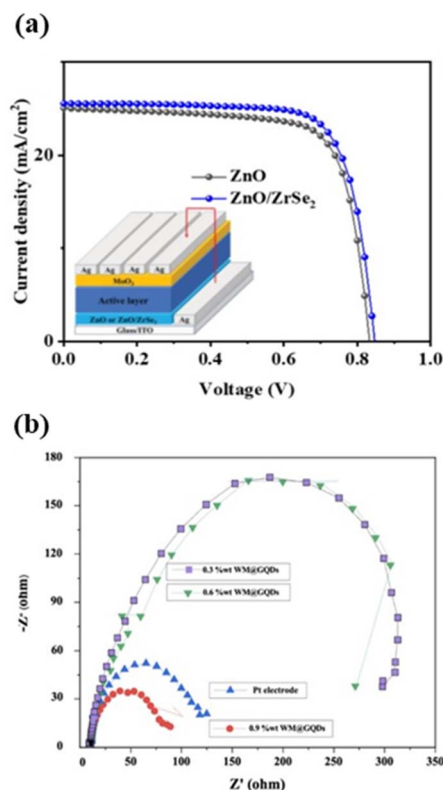 (a)
Current density (mA/cm²)
20
0
ZnO
ZnO/ZrSe₂
Ag Ag Ag Ag
Active layer
ZnO or ZnO/ZrSe₂ Ag
Glass/ITO
0.0 0.2 0.4 0.6 0.8 1.0
Voltage (V)
(b)
-Z'' (ohm)
180
150
120
90
60
30
0
0.3 %wt WM@GQDs
0.6 %wt WM@GQDs
Pt electrode
0.9 %wt WM@GQDs
0 50 100 150 200 250 300 350
Z' (ohm)